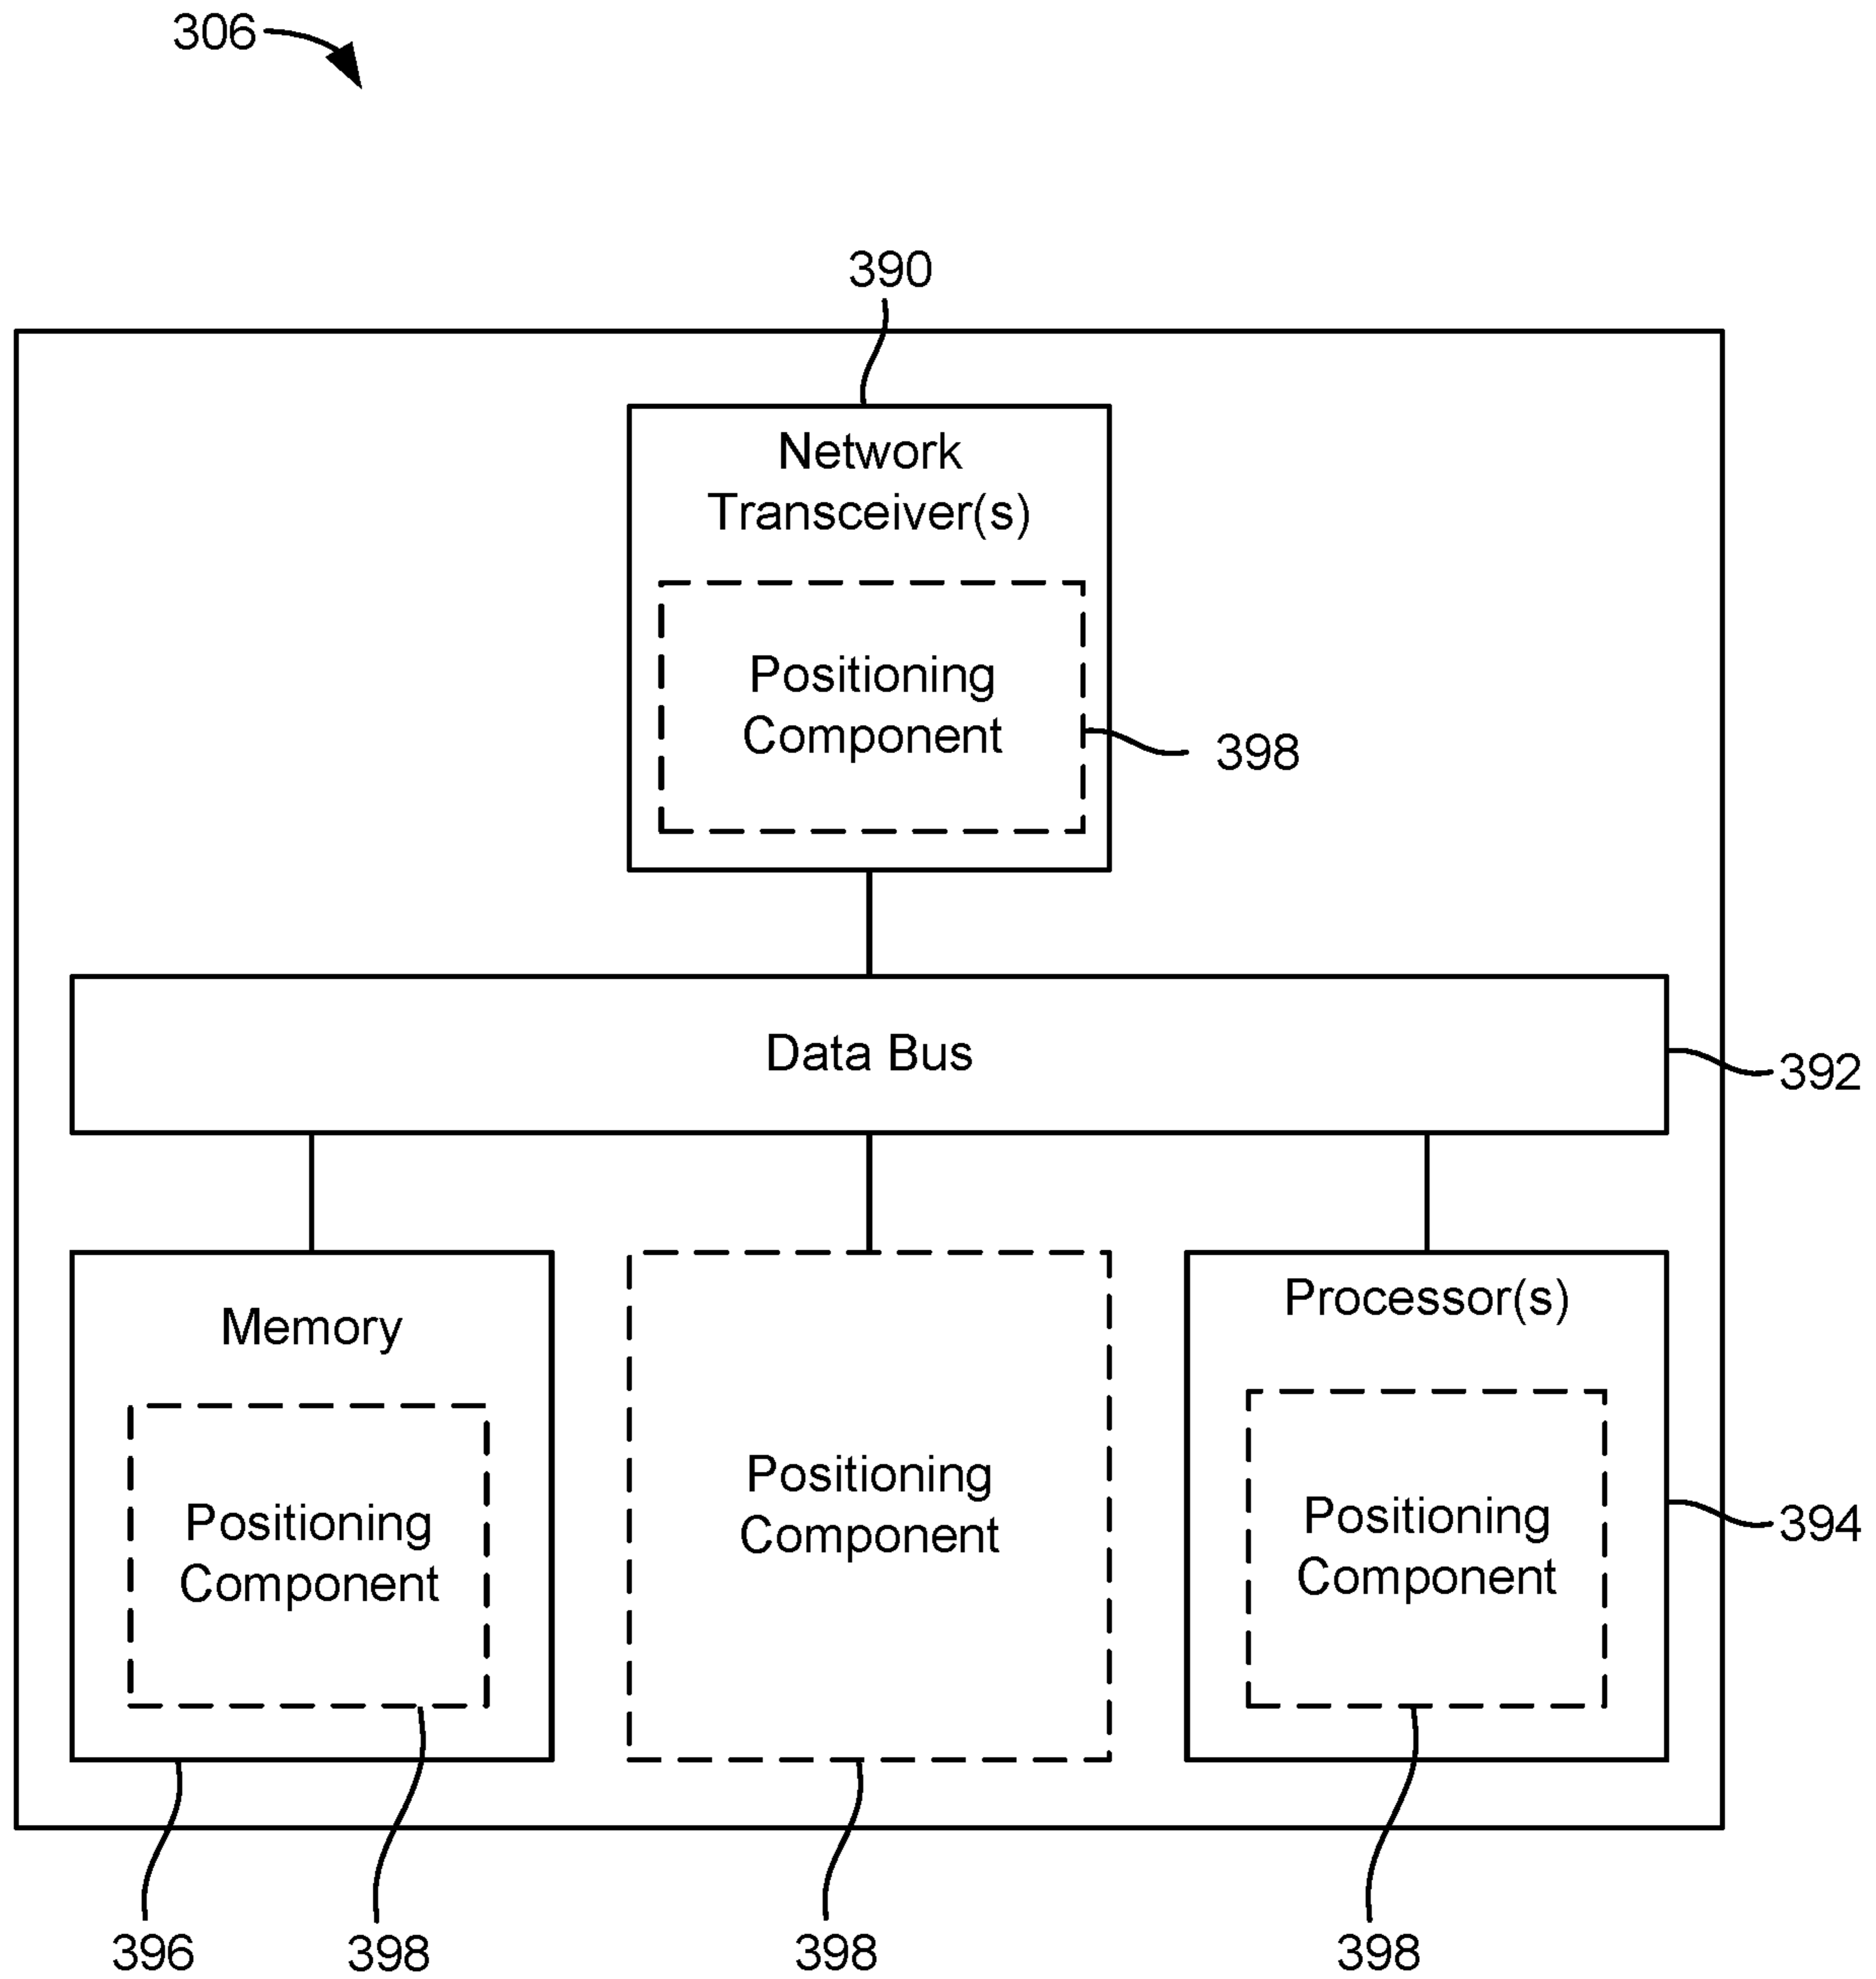 306
390
Network
Transceiver(s)
Positioning
Component
398
Data Bus
392
Memory
Positioning
Component
Positioning
Component
Processor(s)
Positioning
Component
394
396
398
398
398